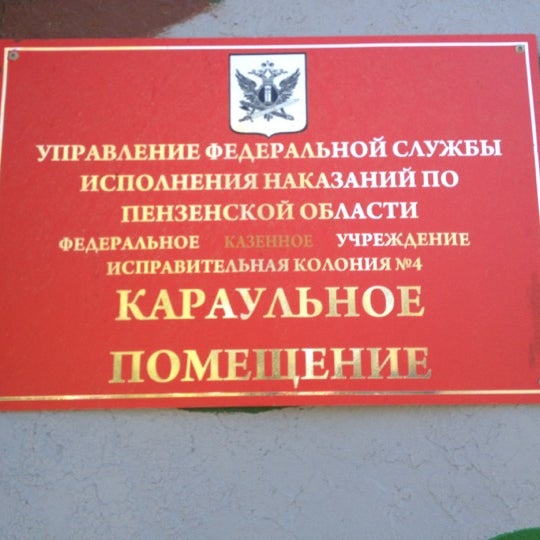 УПРАВЛЕНИЕ ФЕДЕРАЛЬНОЙ СЛУЖБЫ
ИСПОЛНЕНИЯ НАКАЗАНИЙ ПО
ПЕНЗЕНСКОЙ ОБЛАСТИ
ФЕДЕРАЛЬНОЕ КАЗЕННОЕ УЧРЕЖДЕНИЕ
ИСПРАВИТЕЛЬНАЯ КОЛОНИЯ №4
КАРАУЛЬНОЕ
ПОМЕЩЕНИЕ